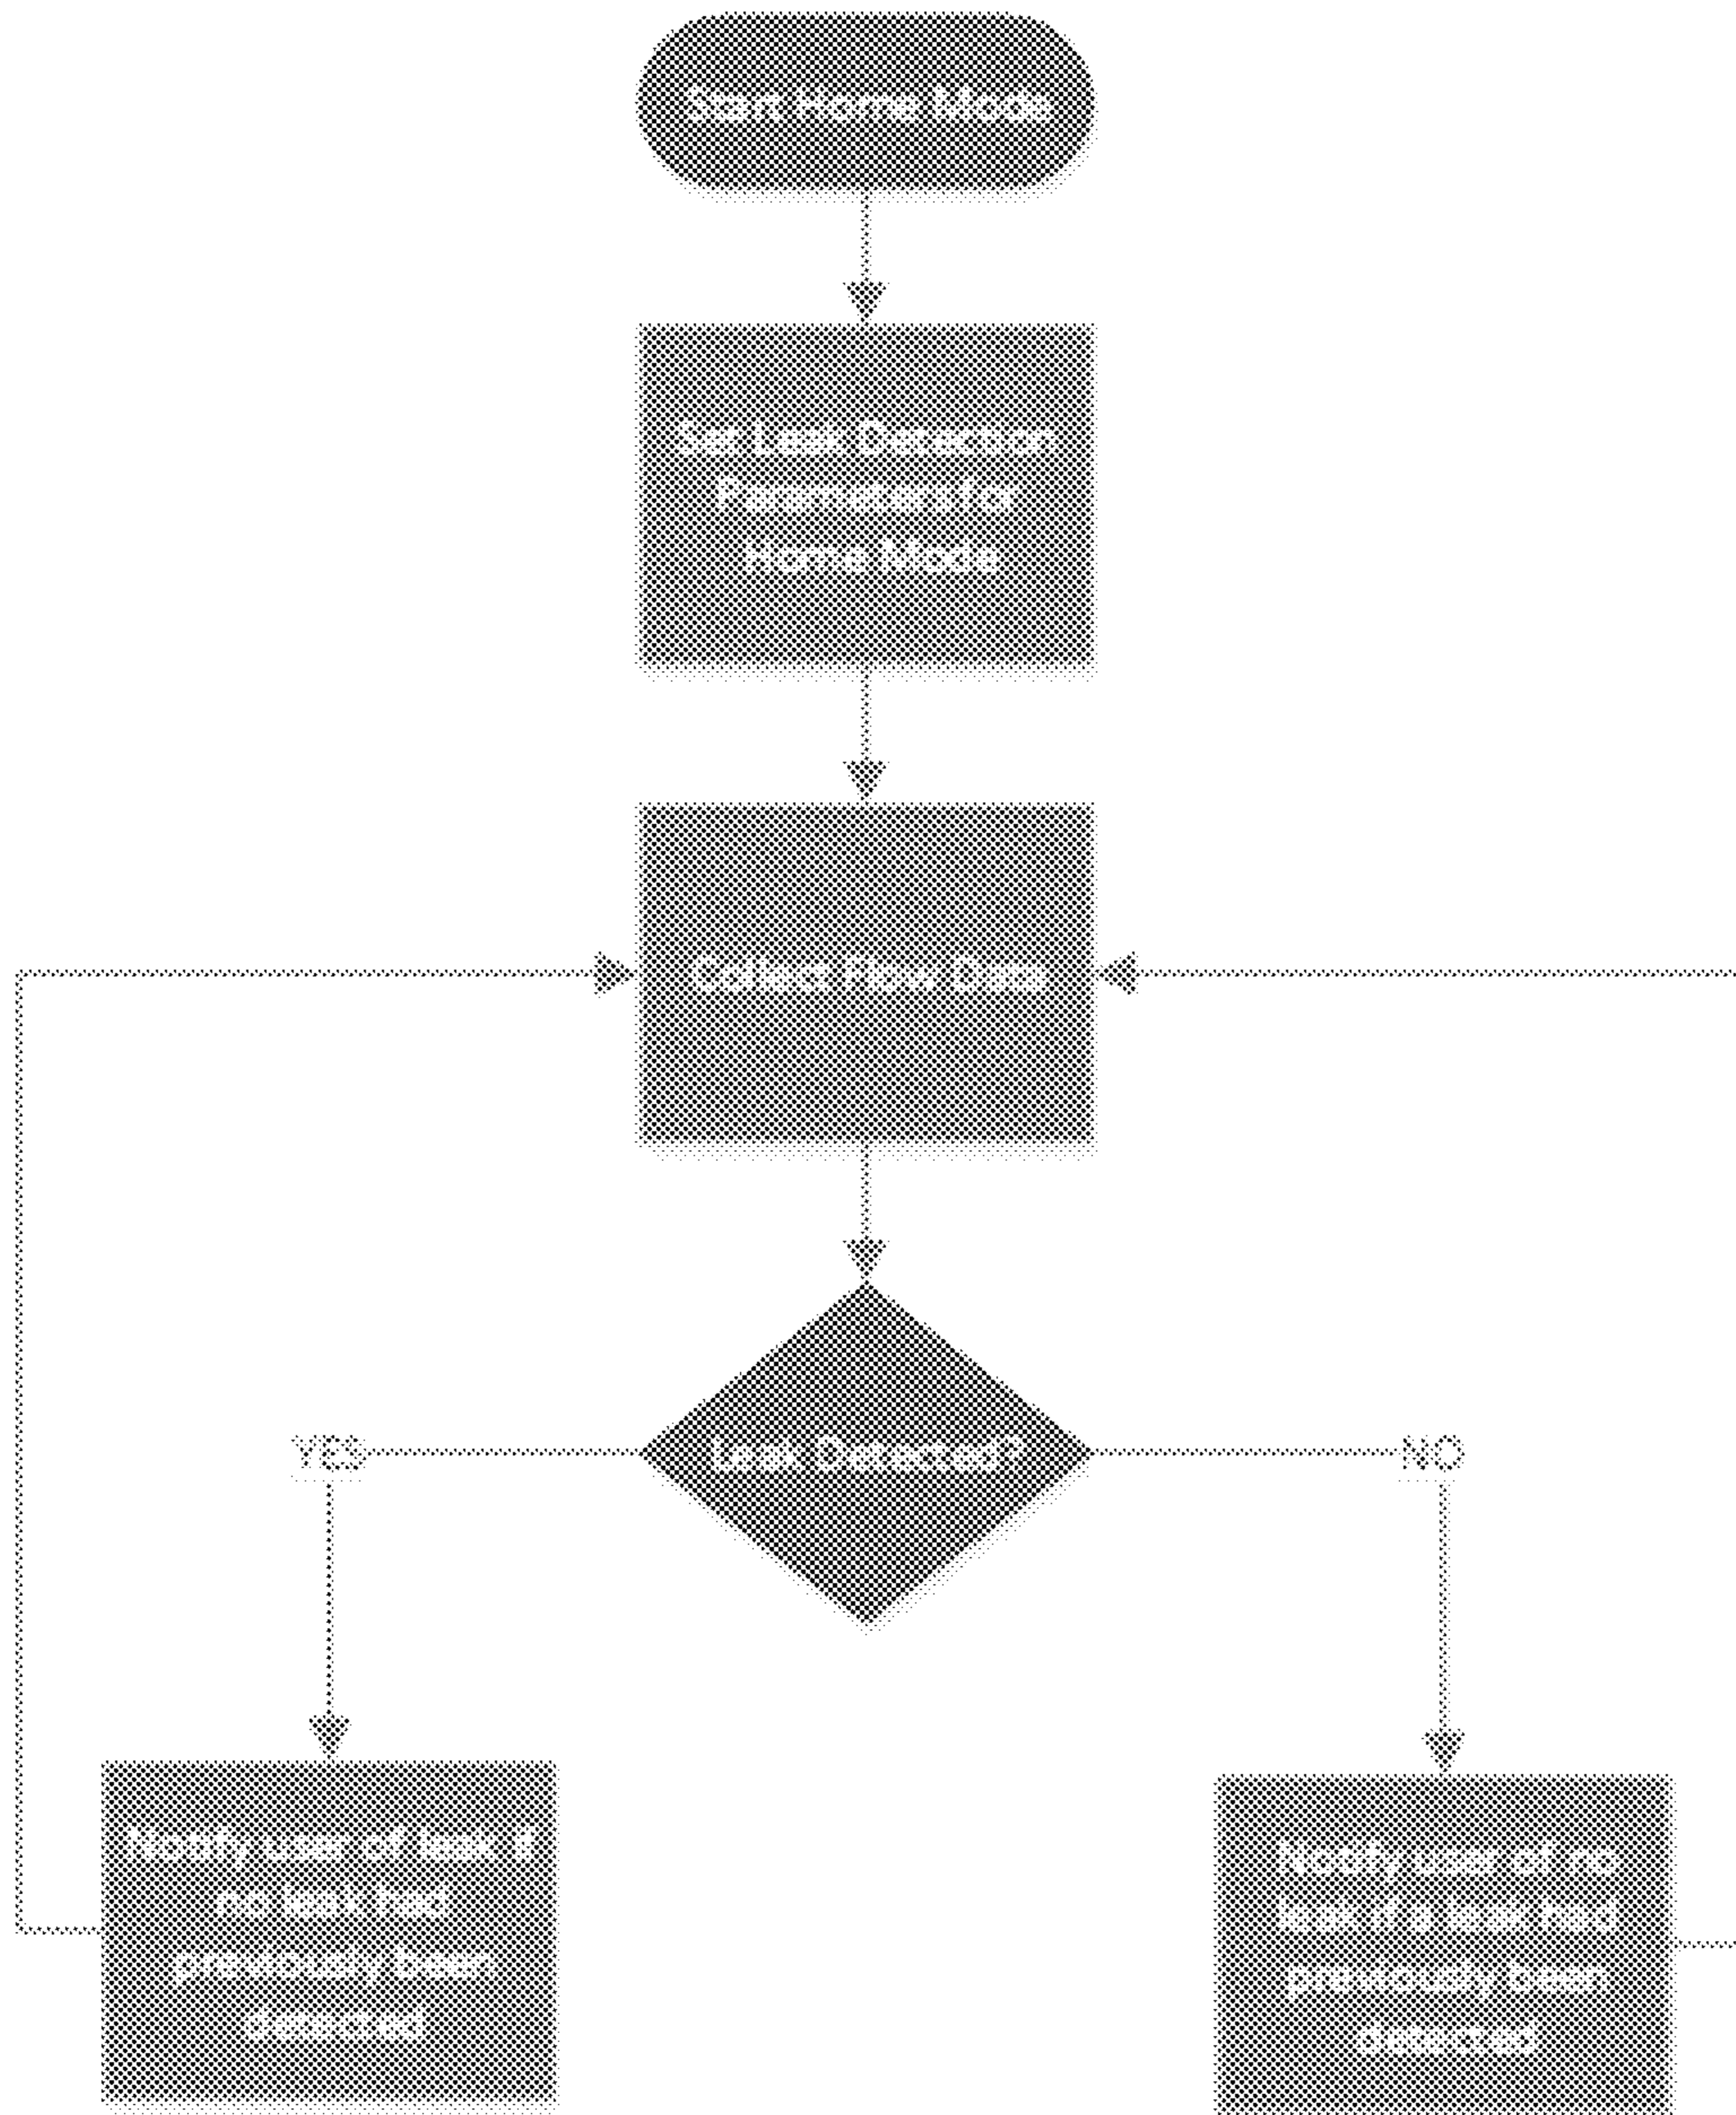 Start Home Mode
Set Leak Detection
Parameters for
Home Mode
Collect Flow Data
Leak Detected?
YES
NO
Notify user of leak if
no leak had
previously been
detected
Notify user of no
leak if a leak had
previously been
detected